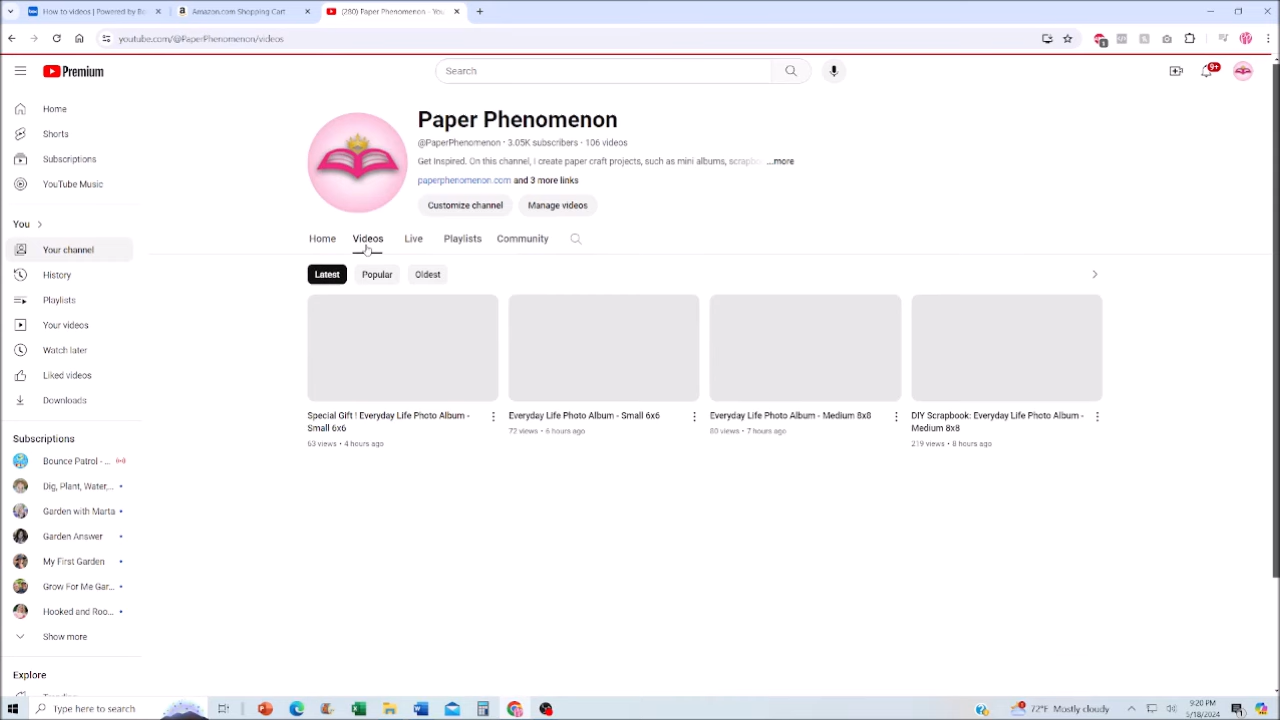 How to videos | Powered by Bo
Amazon.com Shopping Cart
(280) Paper Phenomenon - You
youtube.com/@PaperPhenomenon/videos
Premium
Search
9+
Home
Shorts
Subscriptions
YouTube Music
You
Your channel
History
Playlists
Your videos
Watch later
Liked videos
Downloads
Subscriptions
Bounce Patrol - ...
Dig, Plant, Water,...
Garden with Marta
Garden Answer
My First Garden
Grow For Me Gar...
Hooked and Roo...
Show more
Explore
Paper Phenomenon
@PaperPhenomenon · 3.05K subscribers · 106 videos
Get Inspired. On this channel, I create paper craft projects, such as mini albums, scrapbo ...more
paperphenomenon.com and 3 more links
Customize channel Manage videos
Home Videos Live Playlists Community
Latest Popular Oldest
Special Gift ! Everyday Life Photo Album -
Small 6x6
63 views • 4 hours ago
Everyday Life Photo Album - Small 6x6
72 views • 6 hours ago
Everyday Life Photo Album - Medium 8x8
80 views • 7 hours ago
DIY Scrapbook: Everyday Life Photo Album -
Medium 8x8
219 views • 8 hours ago
Type here to search
72°F Mostly cloudy
9:20 PM
5/18/2024